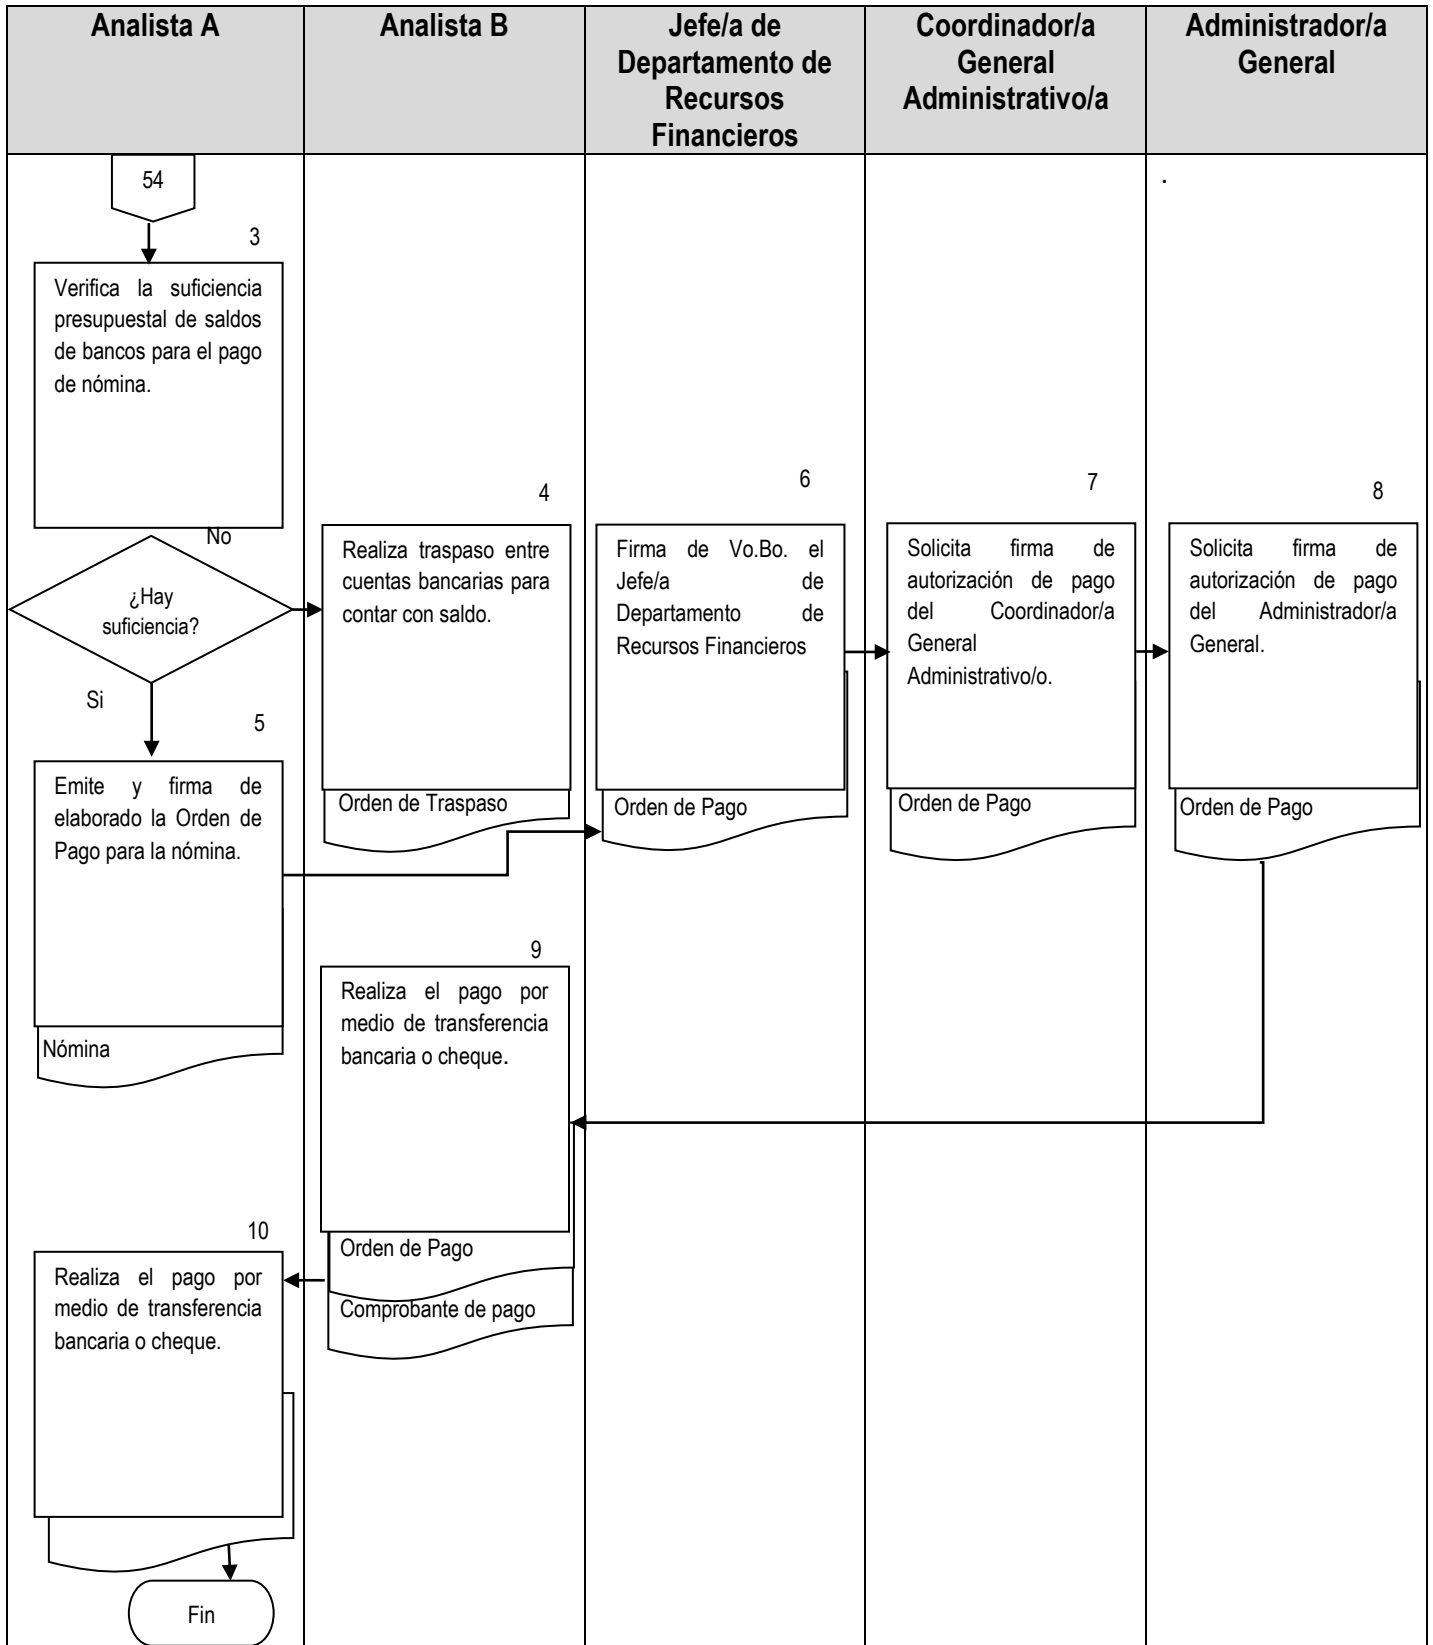 Analista A
Analista B
Jefe/a de
Departamento de
Recursos
Financieros
Coordinador/a
General
Administrativo/a
Administrador/a
General
54
.
3
Verifica la suficiencia
presupuestal de saldos
de bancos para el pago
de nómina.
No
¿Hay
suficiencia?
Si
4
Realiza traspaso entre
cuentas bancarias para
contar con saldo.
Orden de Traspaso
5
Emite y firma de
elaborado la Orden de
Pago para la nómina.
Nómina
6
Firma de Vo.Bo. el
Jefe/a de
Departamento de
Recursos Financieros
Orden de Pago
7
Solicita firma de
autorización de pago
del Coordinador/a
General
Administrativo/o.
Orden de Pago
8
Solicita firma de
autorización de pago
del Administrador/a
General.
Orden de Pago
9
Realiza el pago por
medio de transferencia
bancaria o cheque.
Orden de Pago
Comprobante de pago
10
Realiza el pago por
medio de transferencia
bancaria o cheque.
Fin